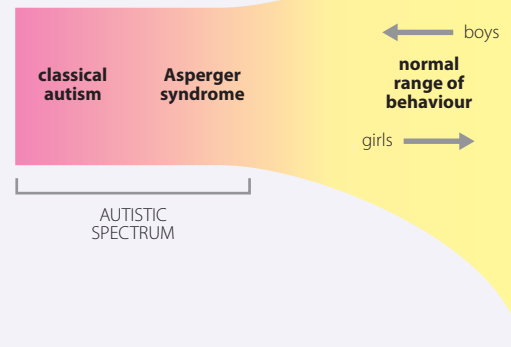 boys
classical
autism
Asperger
syndrome
normal
range of
behaviour
girls
AUTISTIC
SPECTRUM